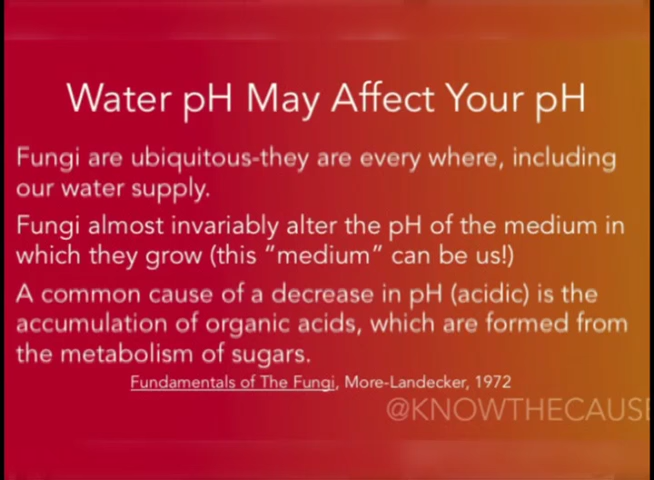 Water pH May Affect Your pH
Fungi are ubiquitous-they are every where, including
our water supply.
Fungi almost invariably alter the pH of the medium in
which they grow (this “medium” can be us!)
A common cause of a decrease in pH (acidic) is the
accumulation of organic acids, which are formed from
the metabolism of sugars.
Fundamentals of The Fungi, More-Landecker, 1972
@KNOWTHECAUSE